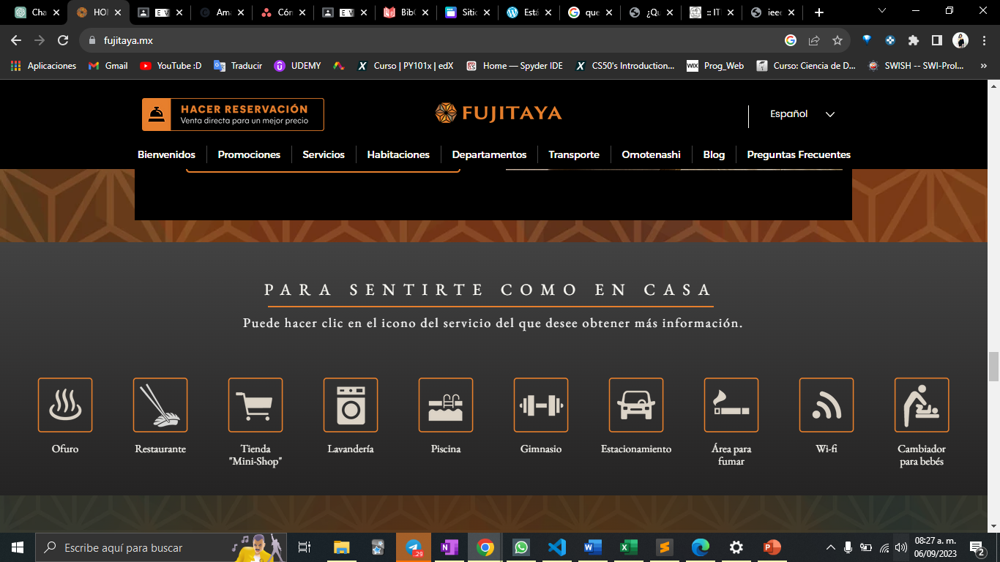 Cha
HOI
E V
Ama
Cón
E V
Bib
Sitic
Está
que
¿Qu
:: IT
ieee
fujitaya.mx
Aplicaciones
Gmail
YouTube :D
Traducir
UDEMY
Curso | PY101x | edX
Home — Spyder IDE
CS50's Introduction...
Prog_Web
Curso: Ciencia de D...
SWISH -- SWI-Prol...
»
HACER RESERVACIÓN
Venta directa para un mejor precio
FUJITAYA
Español
Bienvenidos
Promociones
Servicios
Habitaciones
Departamentos
Transporte
Omotenashi
Blog
Preguntas Frecuentes
PARA SENTIRTE COMO EN CASA
Puede hacer clic en el icono del servicio del que desee obtener más información.
Ofuro
Restaurante
Tienda
"Mini-Shop"
Lavandería
Piscina
Gimnasio
Estacionamiento
Área para
fumar
Wi-fi
Cambiador
para bebés
Escribe aquí para buscar
.29
08:27 a. m.
06/09/2023
2